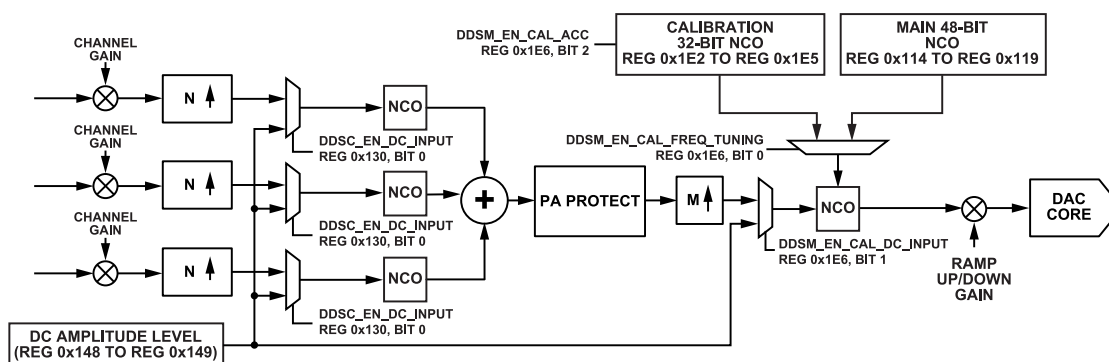 CHANNEL
GAIN
N
DDSC_EN_DC_INPUT
REG 0x130, BIT 0
NCO
CHANNEL
GAIN
N
DDSC_EN_DC_INPUT
REG 0x130, BIT 0
NCO
CHANNEL
GAIN
N
DDSC_EN_DC_INPUT
REG 0x130, BIT 0
NCO
DC AMPLITUDE LEVEL
(REG 0x148 TO REG 0x149)
+
PA PROTECT
M
DDSM_EN_CAL_ACC
REG 0x1E6, BIT 2
CALIBRATION
32-BIT NCO
REG 0x1E2 TO REG 0x1E5
MAIN 48-BIT
NCO
REG 0x114 TO REG 0x119
DDSM_EN_CAL_FREQ_TUNING
REG 0x1E6, BIT 0
NCO
DDSM_EN_CAL_DC_INPUT
REG 0x1E6, BIT 1
RAMP
UP/DOWN
GAIN
DAC
CORE